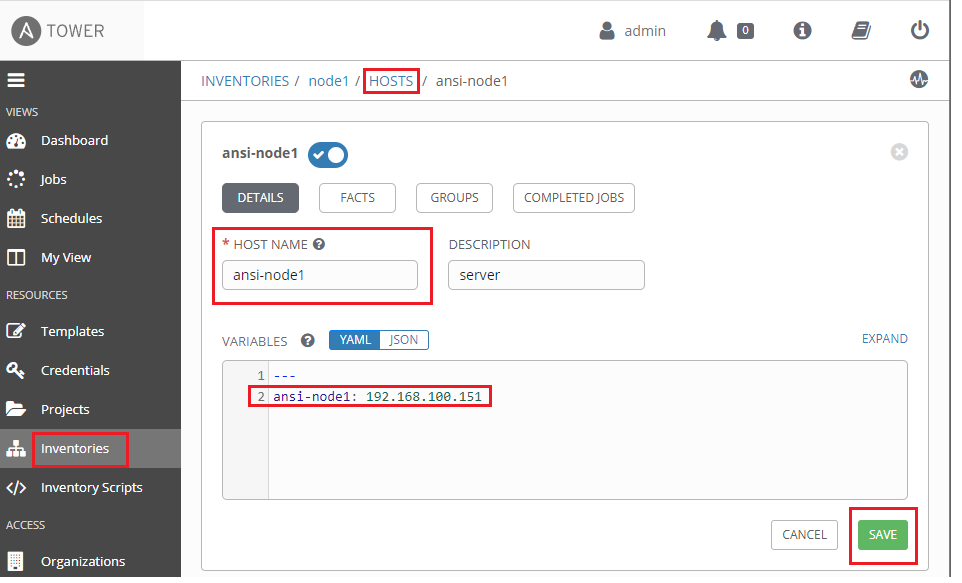 TOWER
admin
0
VIEWS
Dashboard
Jobs
Schedules
My View
RESOURCES
Templates
Credentials
Projects
Inventories
Inventory Scripts
ACCESS
Organizations
INVENTORIES / node1 / HOSTS / ansi-node1
ansi-node1
DETAILS FACTS GROUPS COMPLETED JOBS
* HOST NAME ? DESCRIPTION
ansi-node1 server
VARIABLES ? YAML JSON EXPAND
1 ---
2 ansi-node1: 192.168.100.151
CANCEL SAVE